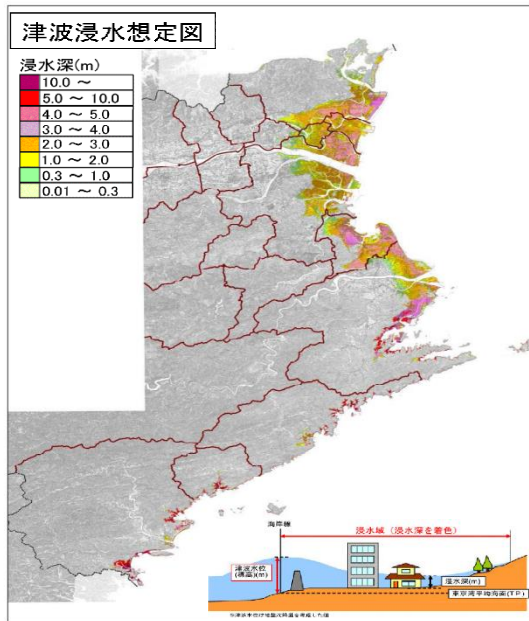 津波浸水想定図
浸水深(m)
10.0 ～
5.0 ～ 10.0
4.0 ～ 5.0
3.0 ～ 4.0
2.0 ～ 3.0
1.0 ～ 2.0
0.3 ～ 1.0
0.01 ～ 0.3
海岸線
浸水域（浸水深を着色）
津波水位
(標高)(m)
浸水深(m)
東京湾平均海面(T.P.)